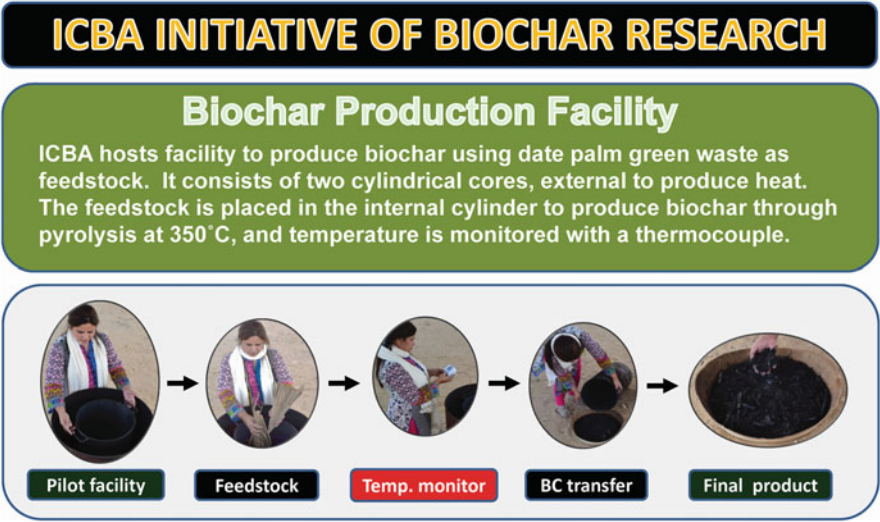 ICBA INITIATIVE OF BIOCHAR RESEARCH
Biochar Production Facility
ICBA hosts facility to produce biochar using date palm green waste as
feedstock. It consists of two cylindrical cores, external to produce heat.
The feedstock is placed in the internal cylinder to produce biochar through
pyrolysis at 350˚C, and temperature is monitored with a thermocouple.
Pilot facility
Feedstock
Temp. monitor
BC transfer
Final product